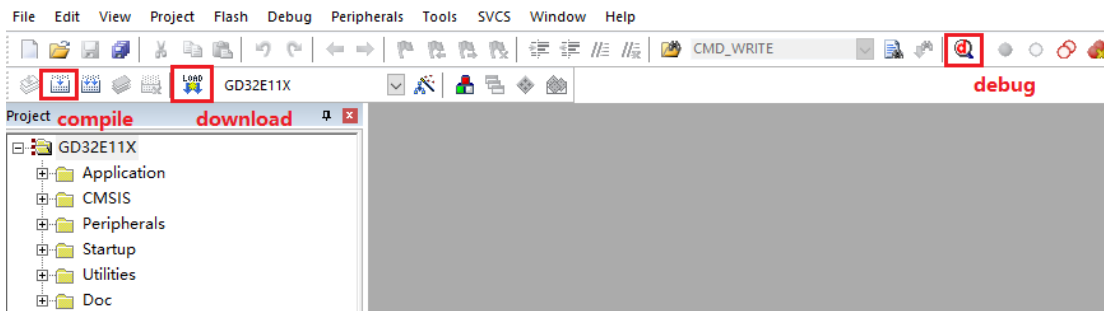 File Edit View Project Flash Debug Peripherals Tools SVCS Window Help
CMD_WRITE
LOAD GD32E11X
debug
Project compile download
GD32E11X
Application
CMSIS
Peripherals
Startup
Utilities
Doc